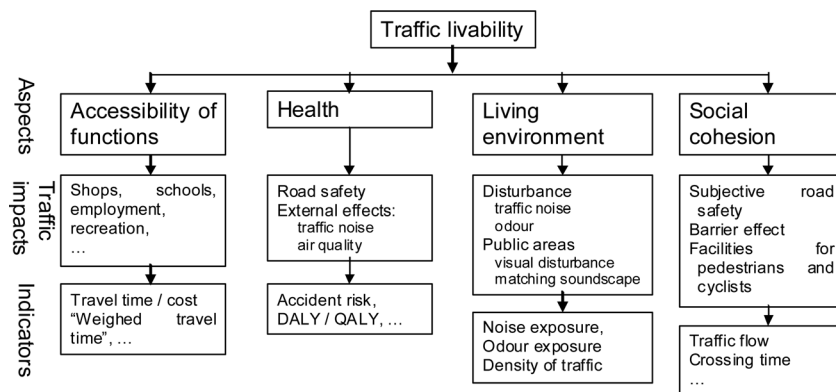 Traffic livability
Aspects
Accessibility of
functions
Health
Living
environment
Social
cohesion
Traffic
impacts
Shops, schools,
employment,
recreation,
…
Road safety
External effects:
traffic noise
air quality
Disturbance
traffic noise
odour
Public areas
visual disturbance
matching soundscape
Subjective road
safety
Barrier effect
Facilities for
pedestrians and
cyclists
Indicators
Travel time / cost
“Weighed travel
time”, …
Accident risk,
DALY / QALY, …
Noise exposure,
Odour exposure
Density of traffic
Traffic flow
Crossing time
…